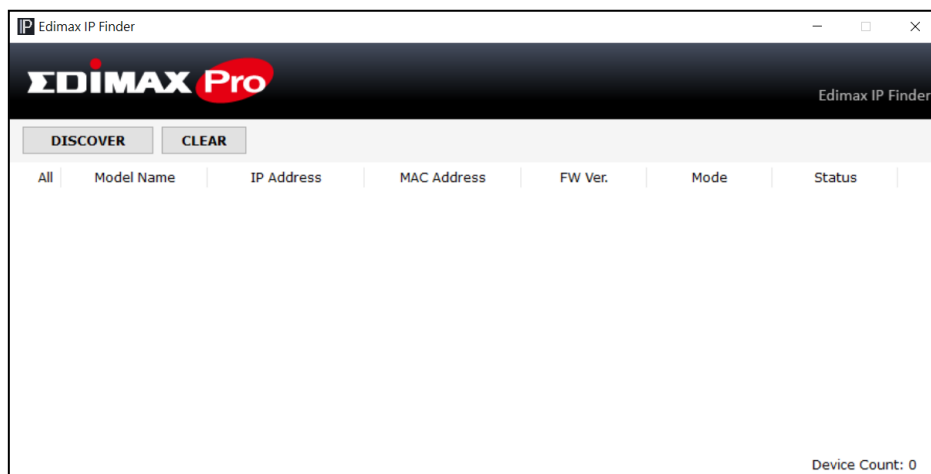 Edimax IP Finder
EDIMAX Pro
Edimax IP Finder
DISCOVER CLEAR
All Model Name IP Address MAC Address FW Ver. Mode Status
Device Count: 0